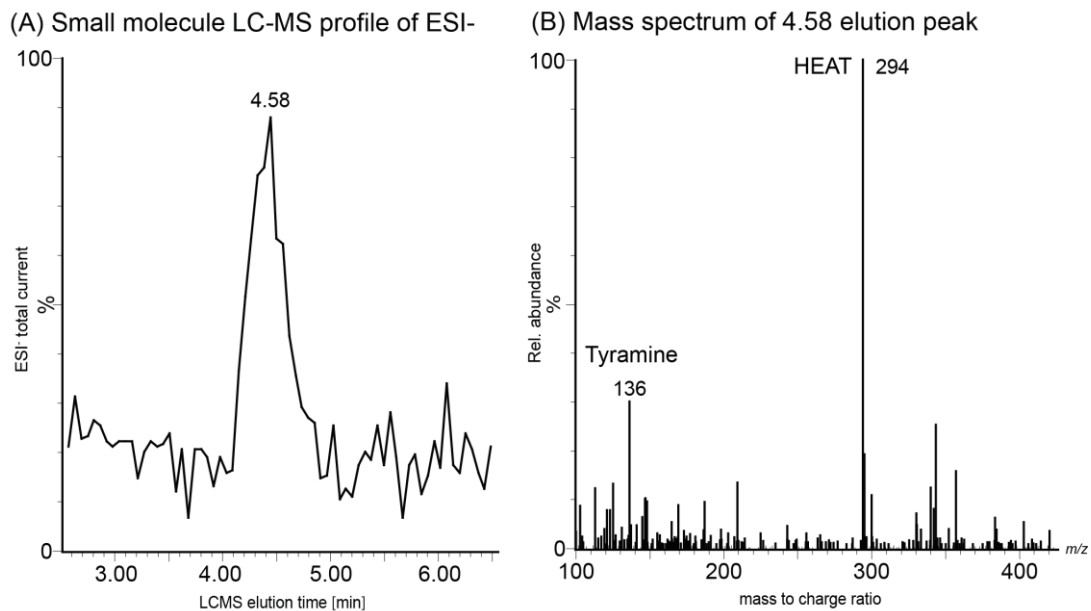 (A) Small molecule LC-MS profile of ESI-
100
4.58
ESI- total current
%
0
3.00 4.00 5.00 6.00
LCMS elution time [min]
(B) Mass spectrum of 4.58 elution peak
100
HEAT 294
Rel. abundance
%
Tyramine
136
0
100 200 300 400 m/z
mass to charge ratio